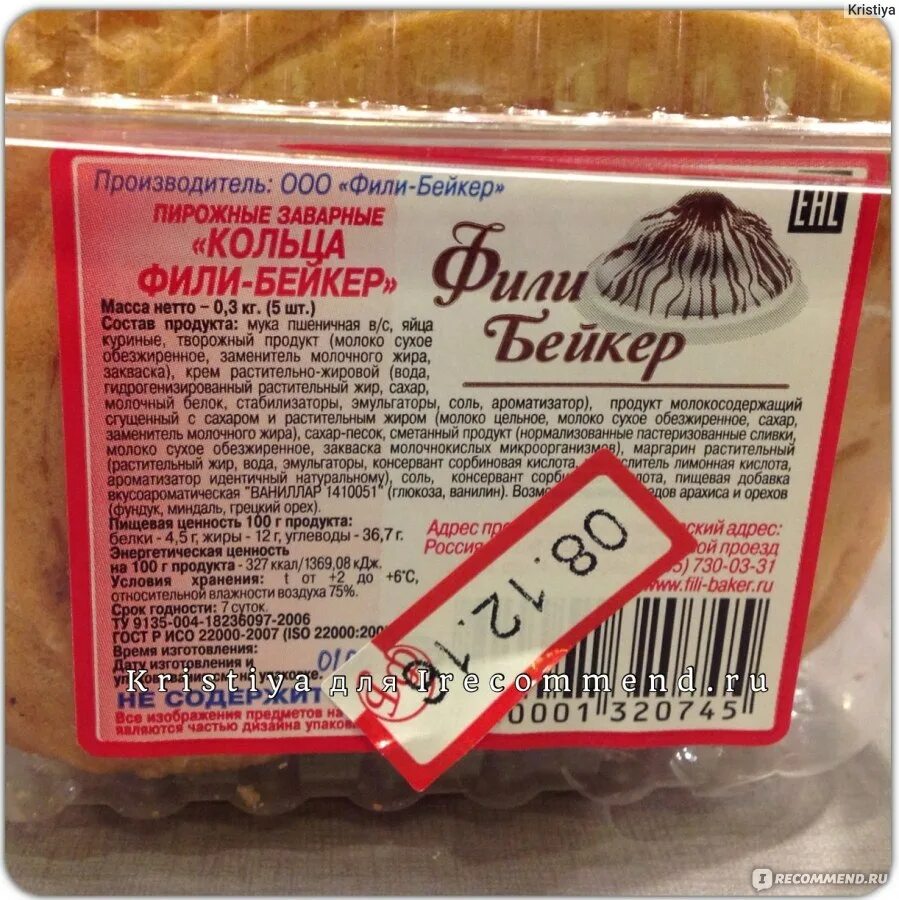 Kristiya
Производитель: ООО «Фили-Бейкер»
ПИРОЖНЫЕ ЗАВАРНЫЕ
«КОЛЬЦА
ФИЛИ-БЕЙКЕР»
Фили
Бейкер
EAC
Масса нетто – 0,3 кг. (5 шт.)
Состав продукта: мука пшеничная в/с, яйца
куриные, творожный продукт (молоко сухое
обезжиренное, заменитель молочного жира,
закваска), крем растительно-жировой (вода,
гидрогенизированный растительный жир, сахар,
молочный белок, стабилизаторы, эмульгаторы, соль, ароматизатор), продукт молокосодержащий
сгущенный с сахаром и растительным жиром (молоко цельное, молоко сухое обезжиренное, сахар,
заменитель молочного жира), сахар-песок, сметанный продукт (нормализованные пастеризованные сливки,
молоко сухое обезжиренное, закваска молочнокислых микроорганизмов), маргарин растительный
(растительный жир, вода, эмульгаторы, консервант сорбиновая кислота, лимонная кислота,
ароматизатор идентичный натуральному), соль, консервант кислота, пищевая добавка
вкусоароматическая "ВАНИЛЛАР 1410051" (глюкоза, ванилин). арахиса и орехов
(фундук, миндаль, грецкий орех).
Пищевая ценность 100 г продукта:
белки - 4,5 г, жиры - 12 г, углеводы - 36,7 г.
Энергетическая ценность
на 100 г продукта - 327 ккал/1369,08 кДж.
Условия хранения: t от +2 до +6°С,
относительной влажности воздуха 75%.
Срок годности: 7 суток.
ТУ 9135-004-18236097-2006
ГОСТ Р ИСО 22000-2007 (ISO
Время изготовления:
Дату изготовления и
НЕ СОДЕРЖИТ
Все изображения предметов
являются частью дизайна
Адрес адрес:
Россия проезд
730-03-31
www.fili-baker.ru
08.12.16
0001 320745
Kristiya для Irecommend.ru
IRECOMMEND.RU